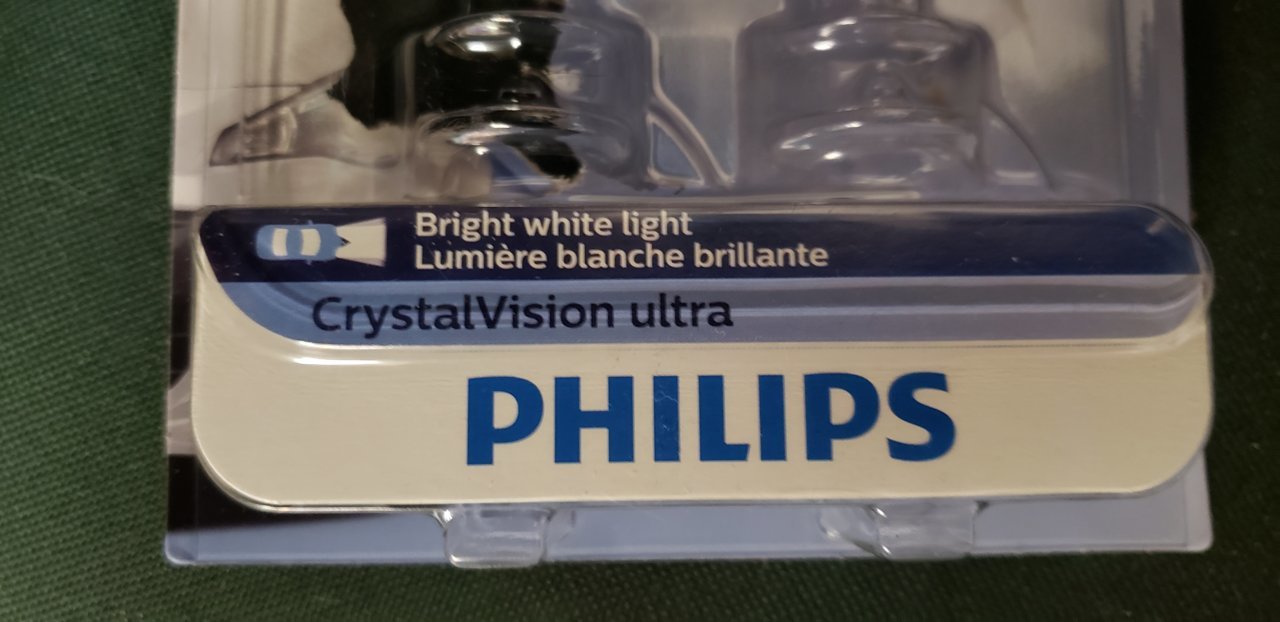 Bright white light
Lumière blanche brillante
CrystalVision ultra
PHILIPS